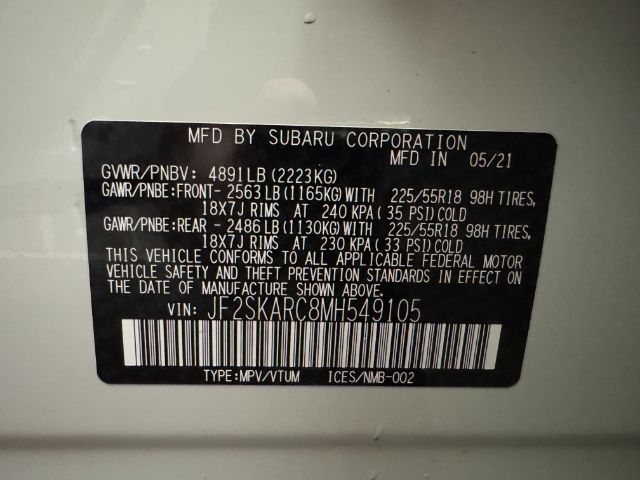 MFD BY SUBARU CORPORATION
MFD IN 05/21
GVWR/PNBV: 4891LB(2223KG)
GAWR/PNBE:FRONT- 2563LB(1165KG)WITH 225/55R18 98H TIRES,
18X7J RIMS AT 240 KPA(35 PSI)COLD
GAWR/PNBE:REAR - 2486LB(1130KG)WITH 225/55R18 98H TIRES,
18X7J RIMS AT 230 KPA(33 PSI)COLD
THIS VEHICLE CONFORMS TO ALL APPLICABLE FEDERAL MOTOR
VEHICLE SAFETY AND THEFT PREVENTION STANDARDS IN EFFECT ON
THE DATE OF MANUFACTURE SHOWN ABOVE.
VIN: JF2SKARC8MH549105
TYPE:MPV/VTUM ICES/NMB-002